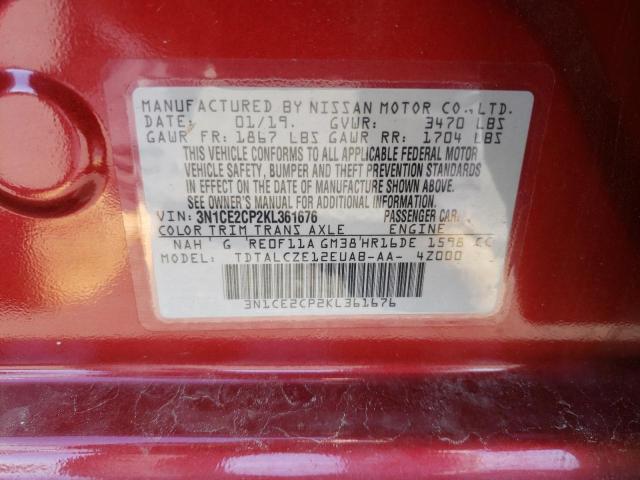 MANUFACTURED BY NISSAN MOTOR CO.,LTD.
DATE: 01/19. GVWR: 3470 LBS
GAWR FR: 1867 LBS GAWR RR: 1704 LBS
THIS VEHICLE CONFORMS TO ALL APPLICABLE FEDERAL MOTOR
VEHICLE SAFETY, BUMPER AND THEFT PREVENTION STANDARDS
IN EFFECT ON THE DATE OF MANUFACTURE SHOWN ABOVE.
SEE OWNER'S MANUAL FOR ADDITIONAL INFORMATION
VIN: 3N1CE2CP2KL361676 PASSENGER CAR
COLOR TRIM TRANS AXLE ENGINE
NAH G RE0F11A GM38 HR16DE 1598 CC
MODEL: TDTALCZE12EUAB-AA- 4Z000
3N1CE2CP2KL361676